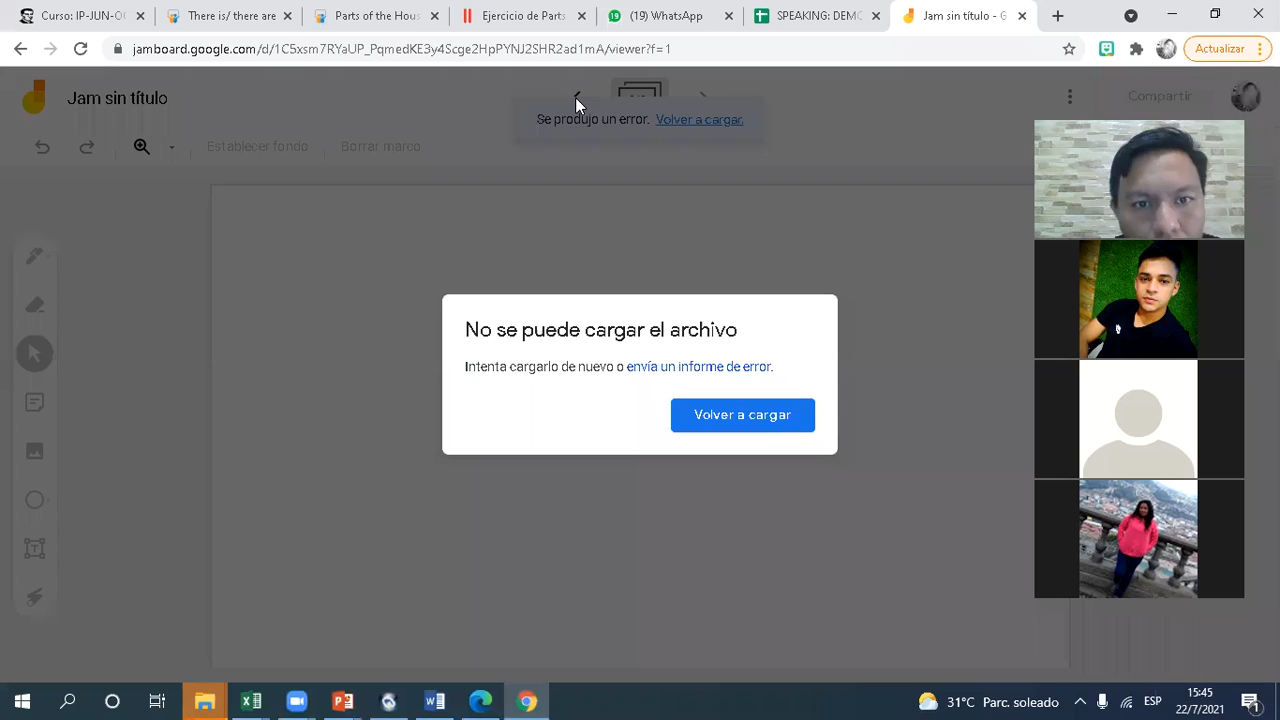 Curso: IP-JUN-OC
There is/ there are
Parts of the Hous
Ejercicio de Parts
(19) WhatsApp
SPEAKING: DEMO
Jam sin título - G
jamboard.google.com/d/1C5xsm7RYaUP_PqmedKE3y4Scge2HpPYNJ2SHR2ad1mA/viewer?f=1
Actualizar
Jam sin título
Compartir
Se produjo un error. Volver a cargar.
Establecer fondo
Borrar marco
No se puede cargar el archivo
Intenta cargarlo de nuevo o envía un informe de error.
Volver a cargar
31°C Parc. soleado
ESP
15:45
22/7/2021